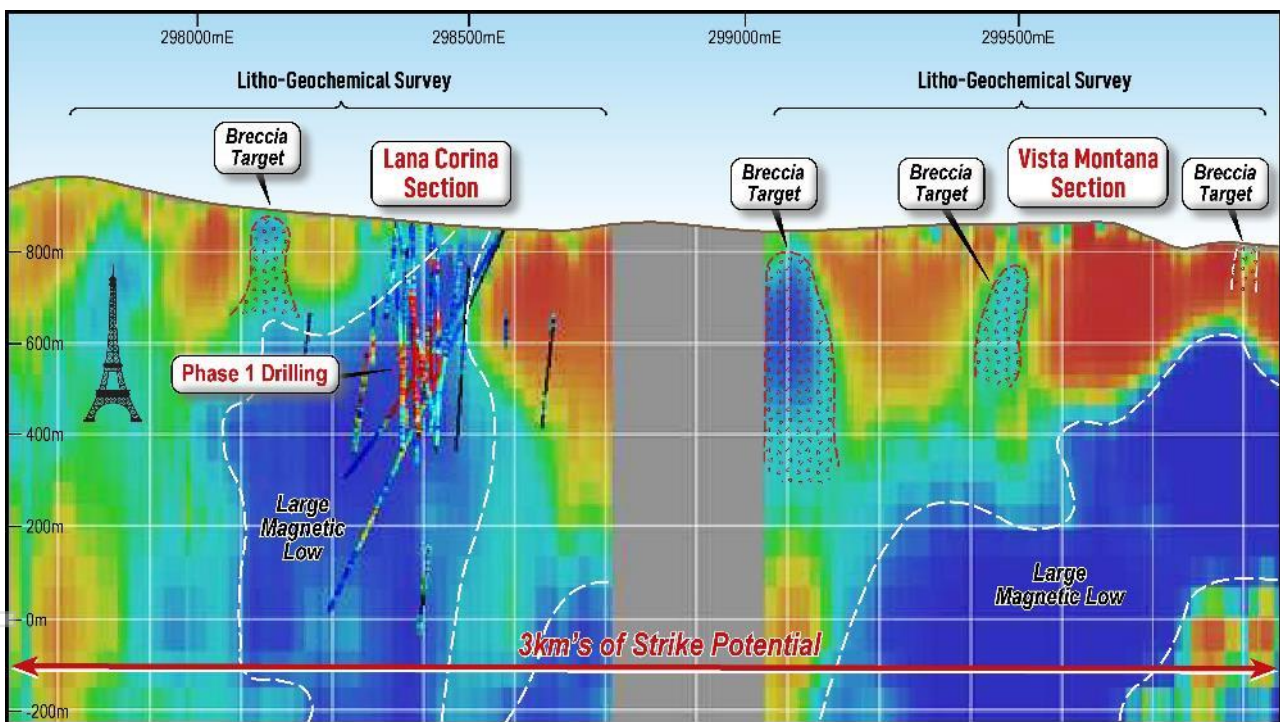 298000mE
298500mE
299000mE
299500mE
Litho-Geochemical Survey
Litho-Geochemical Survey
Breccia
Target
Lana Corina
Section
Breccia
Target
Breccia
Target
Vista Montana
Section
Breccia
Target
800m
600m
Phase 1 Drilling
400m
Large
Magnetic
Low
200m
Large
Magnetic Low
0m
3km's of Strike Potential
-200m